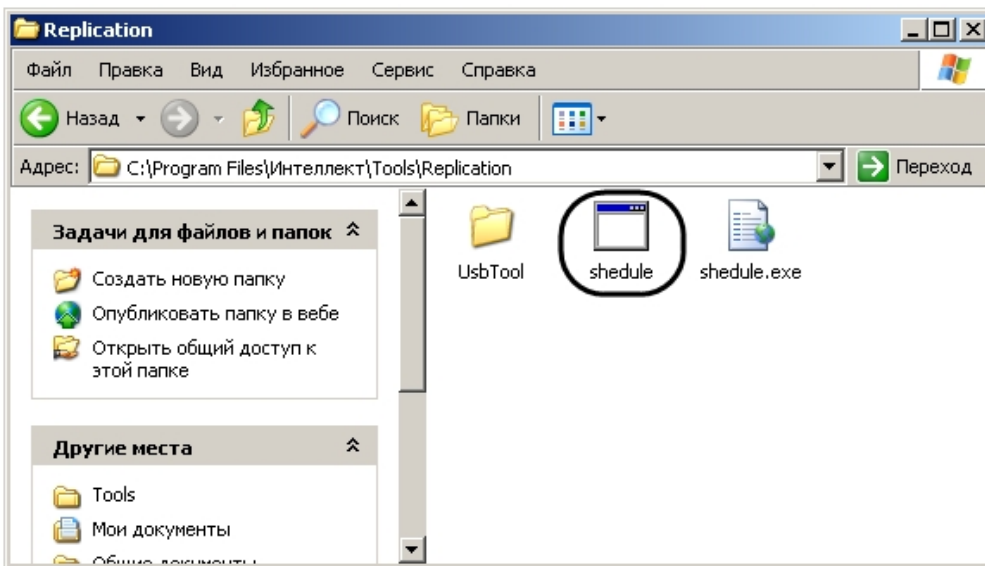 Replication
Файл Правка Вид Избранное Сервис Справка
Назад Поиск Папки
Адрес: C:\Program Files\Интеллект\Tools\Replication Переход
Задачи для файлов и папок
Создать новую папку
Опубликовать папку в вебе
Открыть общий доступ к
этой папке
Другие места
Tools
Мои документы
Общие документы
UsbTool shedule shedule.exe